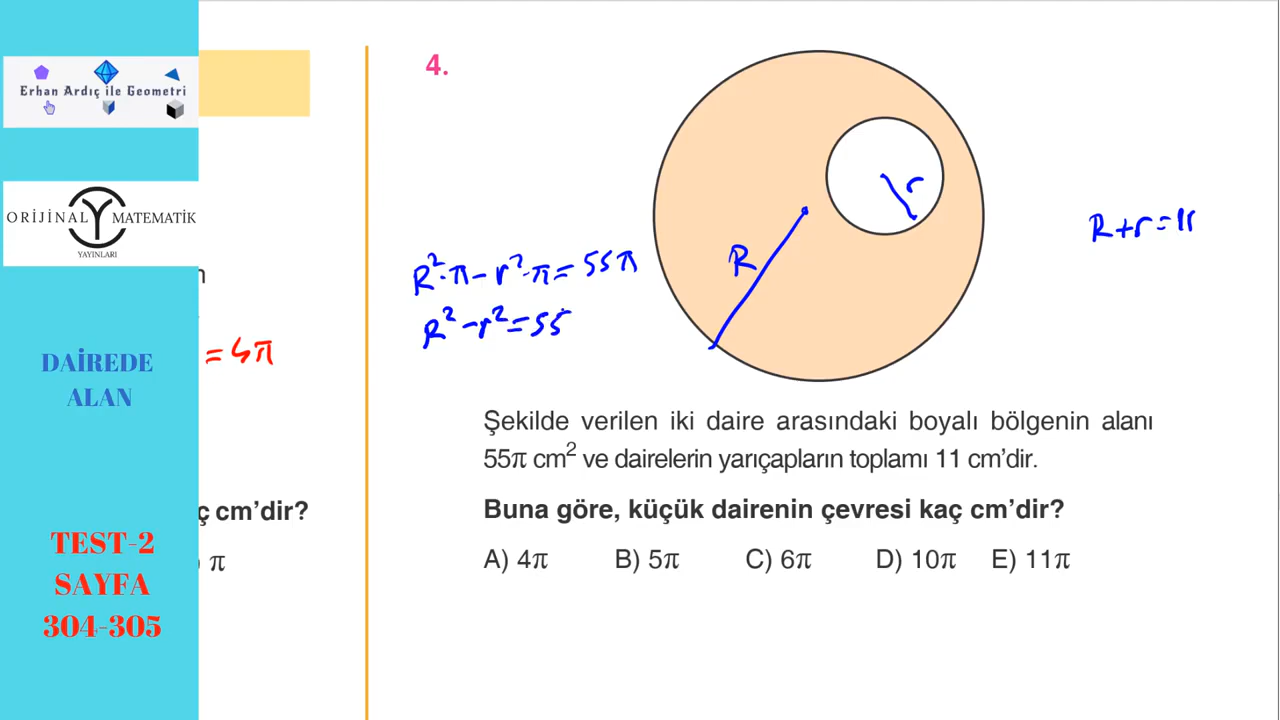 Erhan Ardıç ile Geometri
ORİJİNAL MATEMATİK
YAYINLARI
DAİREDE
ALAN
TEST-2
SAYFA
304-305
n
= 4π
ç cm’dir?
π
4.
r
R
R + r = 11
R²·π - r²·π = 55π
R² - r² = 55
Şekilde verilen iki daire arasındaki boyalı bölgenin alanı
55π cm² ve dairelerin yarıçapların toplamı 11 cm’dir.
Buna göre, küçük dairenin çevresi kaç cm’dir?
A) 4π B) 5π C) 6π D) 10π E) 11π